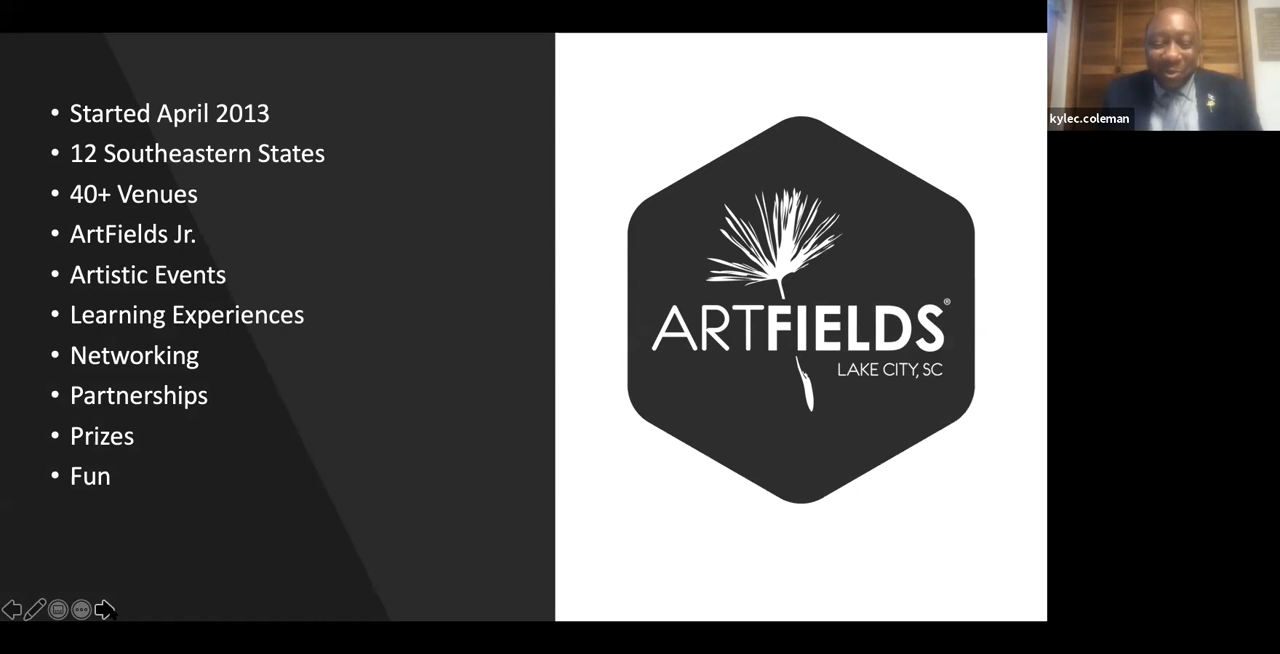 • Started April 2013
• 12 Southeastern States
• 40+ Venues
• ArtFields Jr.
• Artistic Events
• Learning Experiences
• Networking
• Partnerships
• Prizes
• Fun
ARTFIELDS®
LAKE CITY, SC
kylec.coleman